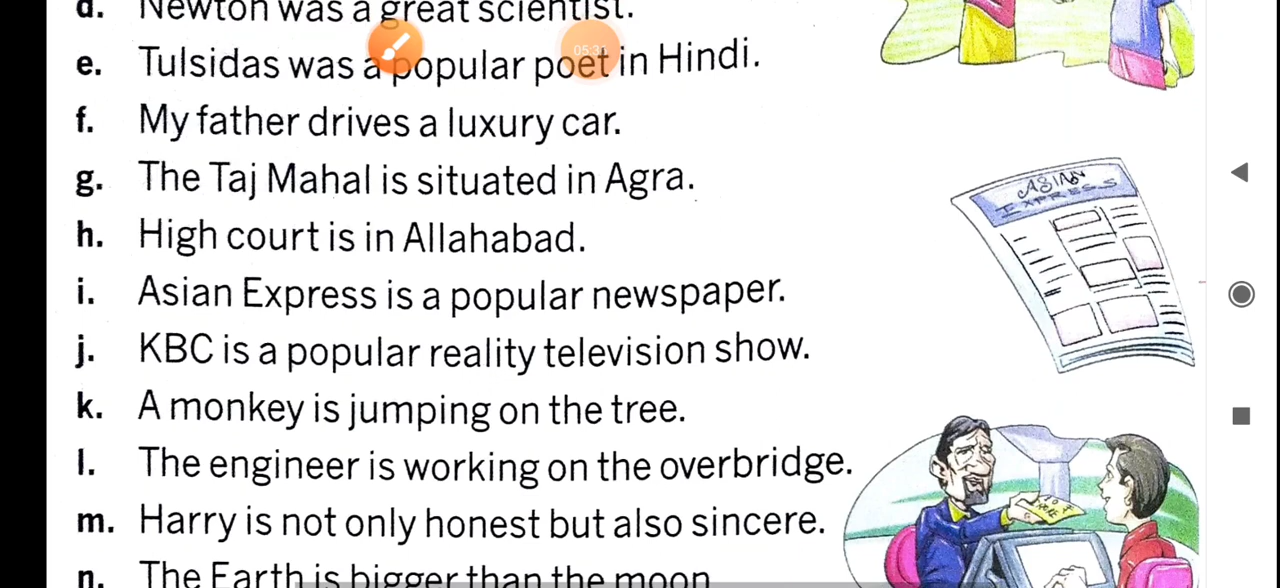 d. Newton was a great scientist.
05:3
e. Tulsidas was a popular poet in Hindi.
f. My father drives a luxury car.
g. The Taj Mahal is situated in Agra.
ASIAN
EXPRESS
h. High court is in Allahabad.
i. Asian Express is a popular newspaper.
j. KBC is a popular reality television show.
k. A monkey is jumping on the tree.
l. The engineer is working on the overbridge.
m. Harry is not only honest but also sincere.
n. The Earth is bigger than the moon